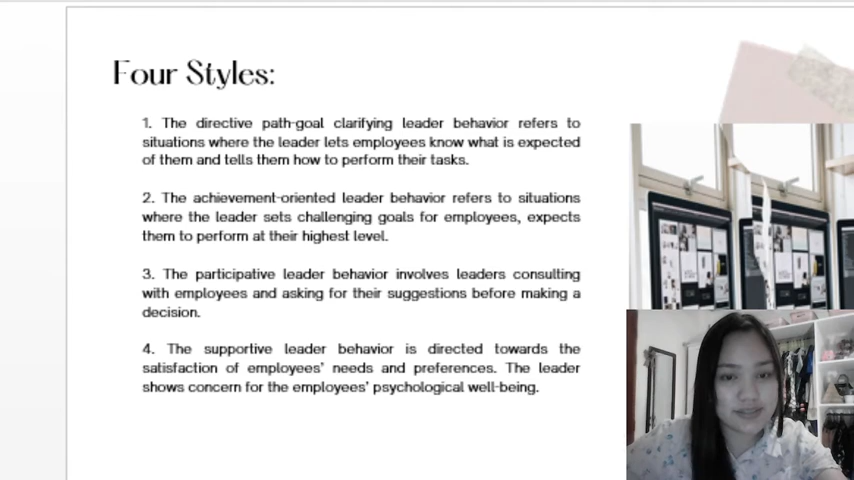 Four Styles:
1. The directive path-goal clarifying leader behavior refers to
situations where the leader lets employees know what is expected
of them and tells them how to perform their tasks.
2. The achievement-oriented leader behavior refers to situations
where the leader sets challenging goals for employees, expects
them to perform at their highest level.
3. The participative leader behavior involves leaders consulting
with employees and asking for their suggestions before making a
decision.
4. The supportive leader behavior is directed towards the
satisfaction of employees’ needs and preferences. The leader
shows concern for the employees’ psychological well-being.